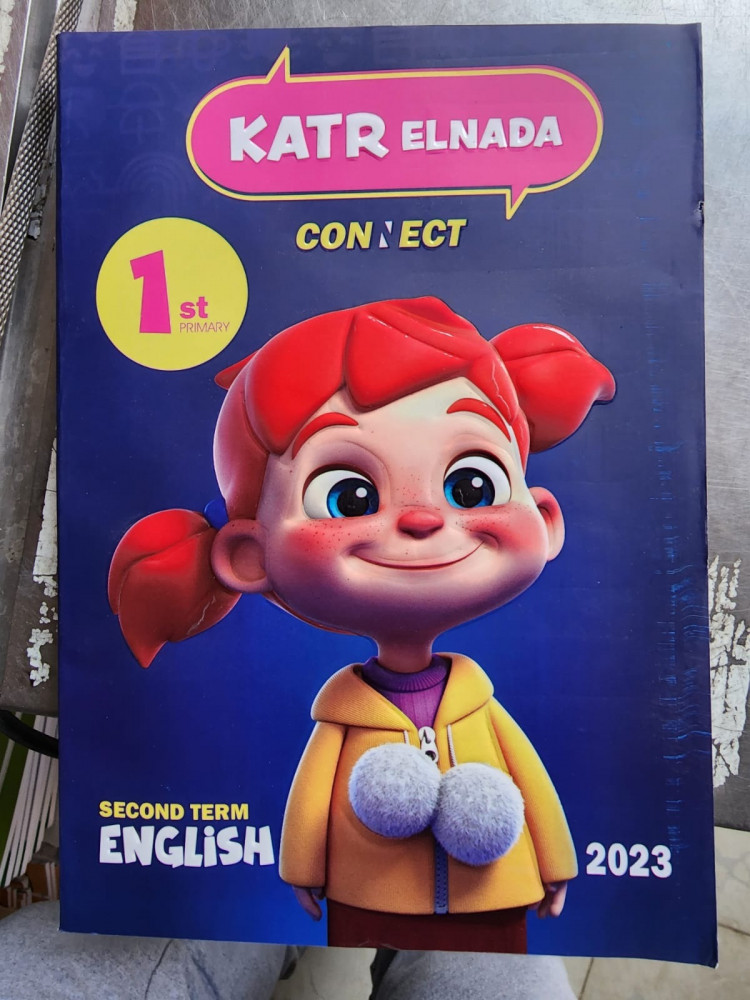 KATR ELNADA
CONNECT
1st
PRIMARY
SECOND TERM
ENGLiSH
2023